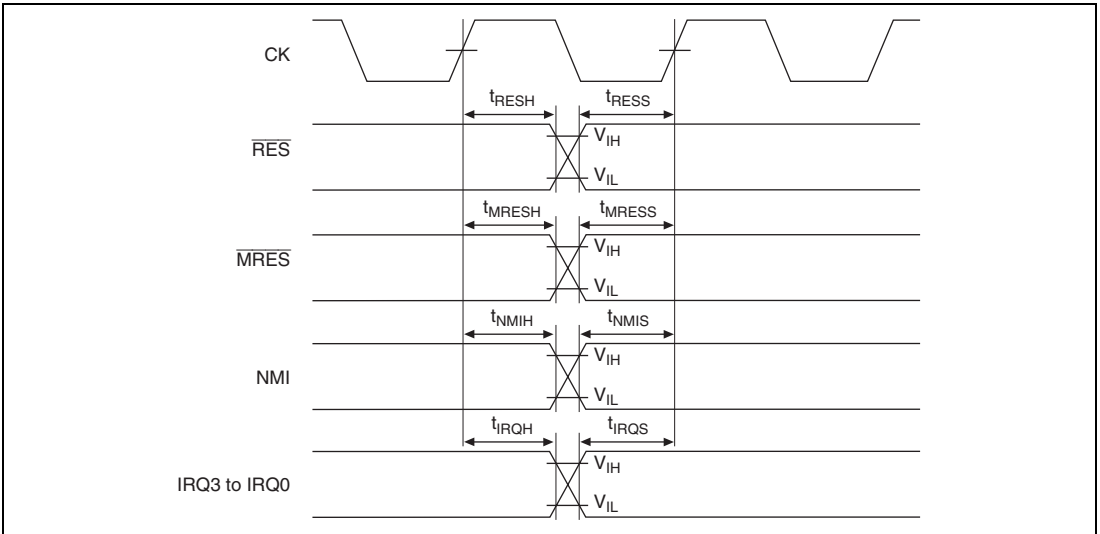 CK
tRESH tRESS
RES VIH
VIL
tMRESH tMRESS
MRES VIH
VIL
tNMIH tNMIS
NMI VIH
VIL
tIRQH tIRQS
IRQ3 to IRQ0 VIH
VIL